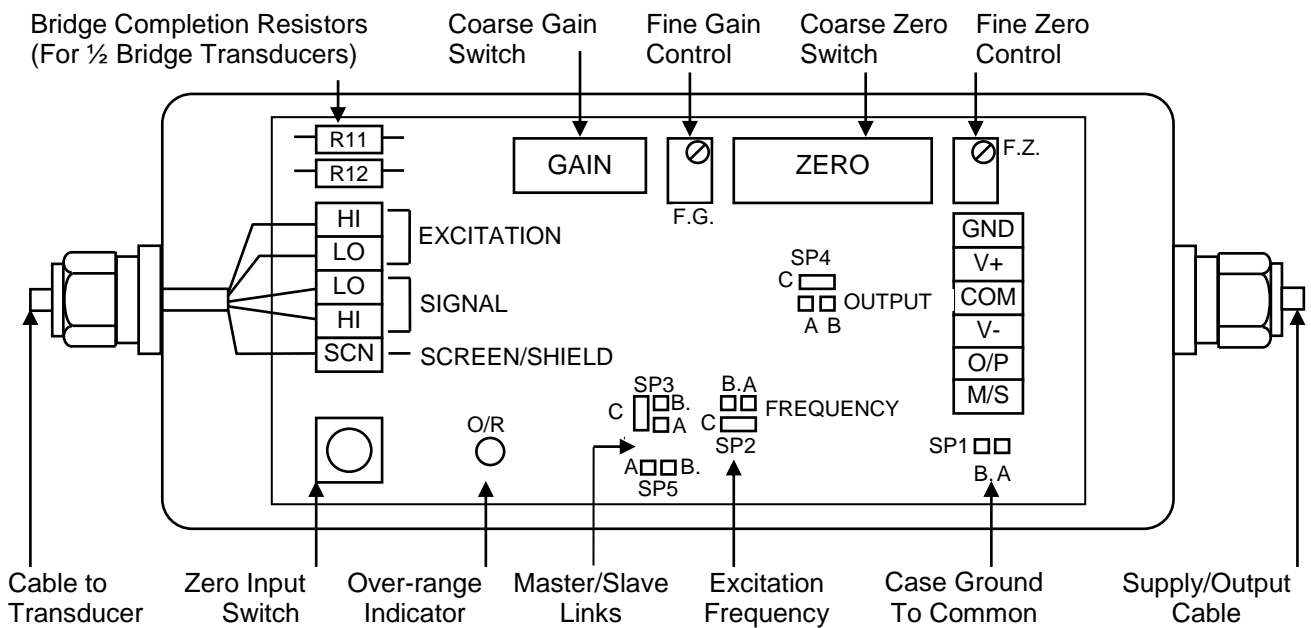 Bridge Completion Resistors
(For ½ Bridge Transducers)
Coarse Gain
Switch
Fine Gain
Control
Coarse Zero
Switch
Fine Zero
Control
R11
R12
GAIN
F.G.
ZERO
F.Z.
HI
LO
EXCITATION
LO
HI
SIGNAL
SCN
SCREEN/SHIELD
SP4
C
OUTPUT
A B
GND
V+
COM
V-
O/P
M/S
O/R
SP3
C
B.
A
A
B.
SP5
B.A
FREQUENCY
C
SP2
SP1
B.A
Cable to
Transducer
Zero Input
Switch
Over-range
Indicator
Master/Slave
Links
Excitation
Frequency
Case Ground
To Common
Supply/Output
Cable